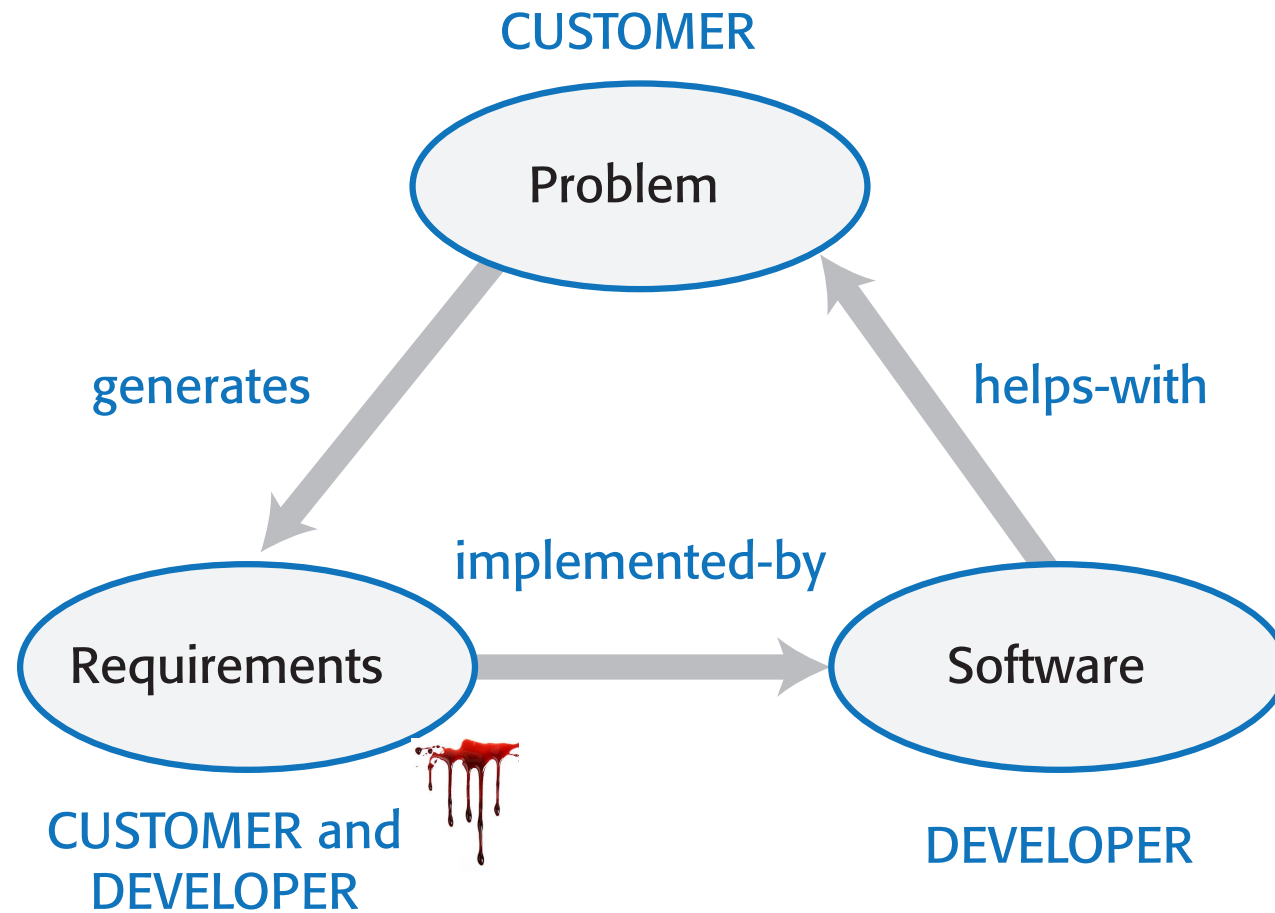 CUSTOMER
Problem
generates
helps-with
implemented-by
Requirements
Software
CUSTOMER and
DEVELOPER
DEVELOPER